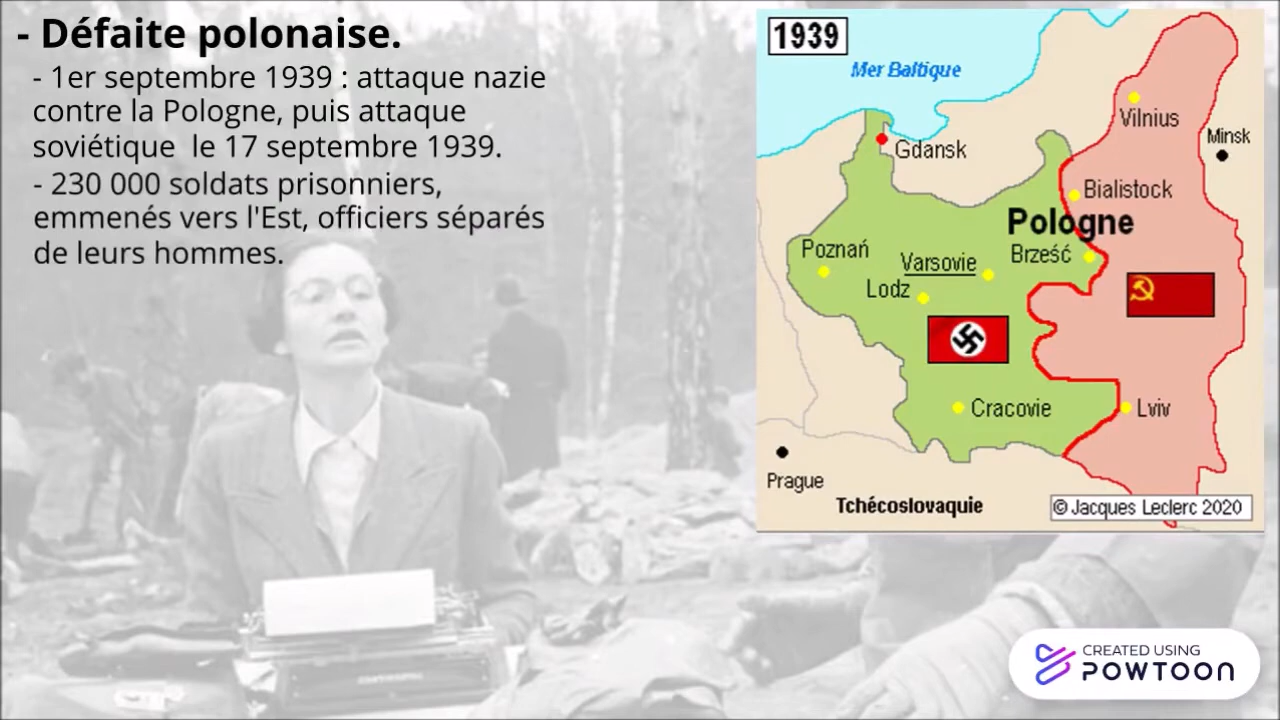 - Défaite polonaise.
- 1er septembre 1939 : attaque nazie
contre la Pologne, puis attaque
soviétique le 17 septembre 1939.
- 230 000 soldats prisonniers,
emmenés vers l'Est, officiers séparés
de leurs hommes.
1939
Mer Baltique
Vilnius
Minsk
Gdansk
Bialistock
Pologne
Poznań
Varsovie
Brześć
Lodz
Cracovie
Lviv
Prague
Tchécoslovaquie
© Jacques Leclerc 2020
CREATED USING
POWTOON